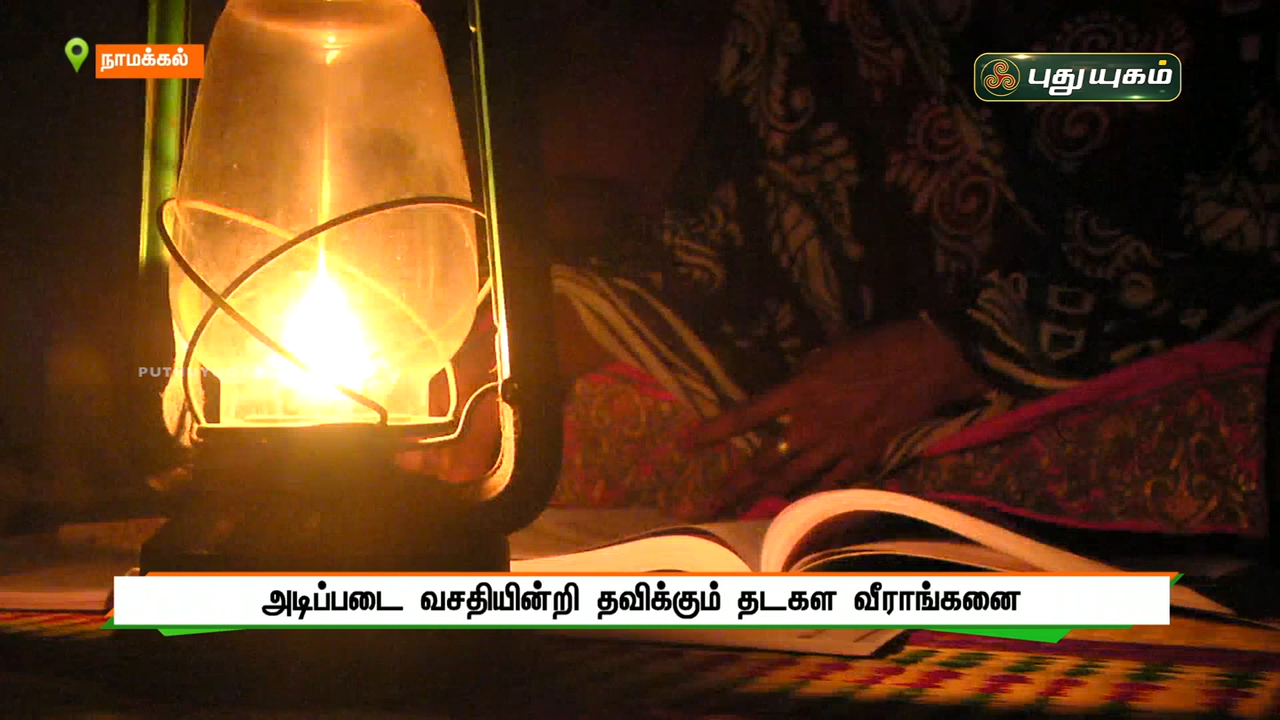 நாமக்கல்
புதுயுகம்
அடிப்படை வசதியின்றி தவிக்கும் தடகள வீராங்கனை